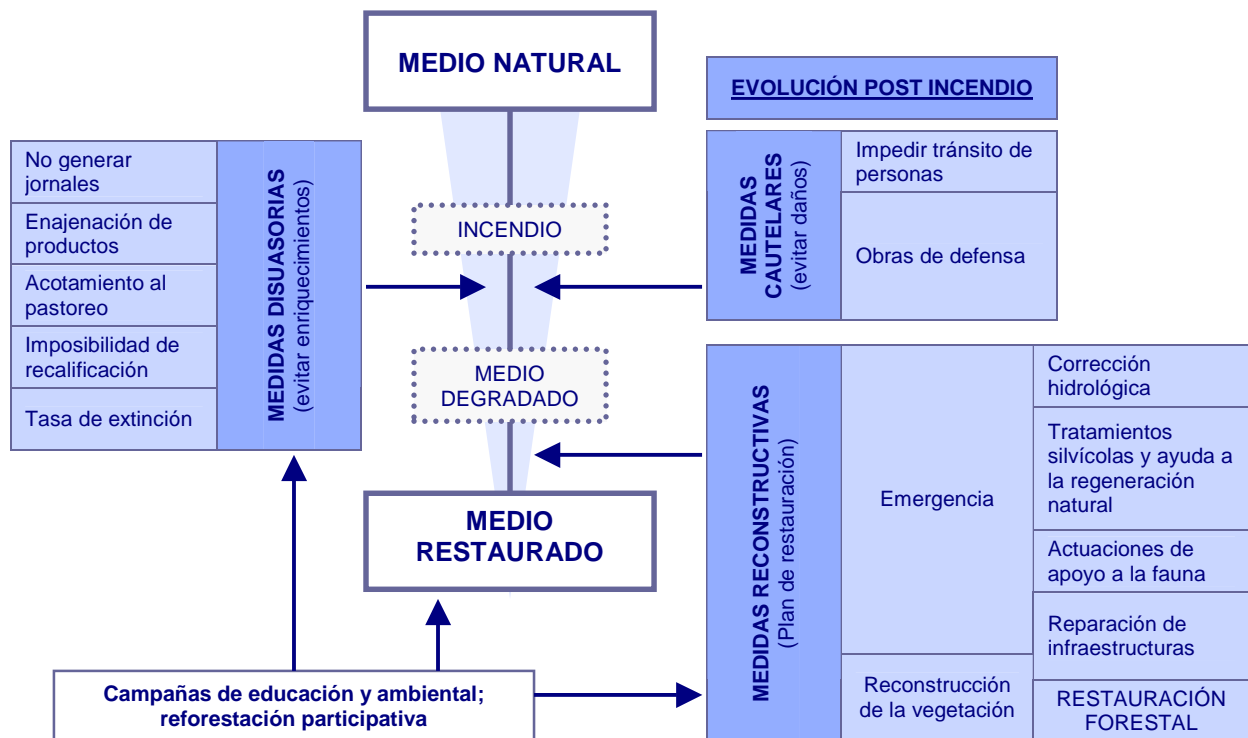 MEDIO NATURAL
EVOLUCIÓN POST INCENDIO
No generar
jornales
Enajenación de
productos
Acotamiento al
pastoreo
Imposibilidad de
recalificación
Tasa de extinción
MEDIDAS DISUASORIAS
(evitar enriquecimientos)
INCENDIO
MEDIDAS
CAUTELARES
(evitar daños)
Impedir tránsito de
personas
Obras de defensa
MEDIO
DEGRADADO
MEDIO
RESTAURADO
MEDIDAS RECONSTRUCTIVAS
(Plan de restauración)
Emergencia
Corrección
hidrológica
Tratamientos
silvícolas y ayuda a
la regeneración
natural
Actuaciones de
apoyo a la fauna
Reparación de
infraestructuras
Reconstrucción
de la vegetación
RESTAURACIÓN
FORESTAL
Campañas de educación y ambiental;
reforestación participativa